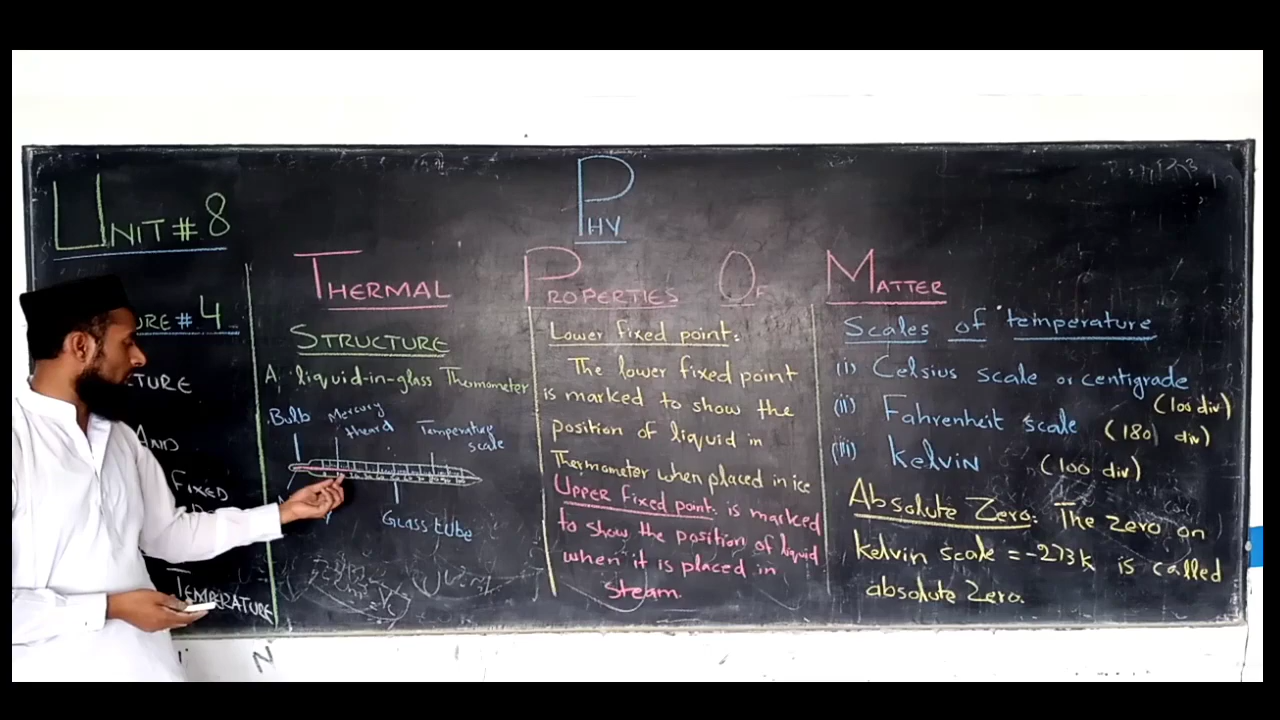 UNIT # 8
PHY
THERMAL PROPERTIES OF MATTER
URE # 4
TURE
AND
FIXED
TEMPERATURE
STRUCTURE
A. liquid-in-glass Thermometer
Bulb
Mercury
theard
Temperature
scale
Glass tube
Lower fixed point:
The lower fixed point
is marked to show the
position of liquid in
Thermometer when placed in ice
Upper fixed point: is marked
to show the position of liquid
when it is placed in
steam.
Scales of temperature
(i) Celsius scale or centigrade
(100 div)
(ii) Fahrenheit scale (180 div)
(iii) Kelvin (100 div)
Absolute Zero: The zero on
kelvin scale = -273k is called
absolute Zero.
N